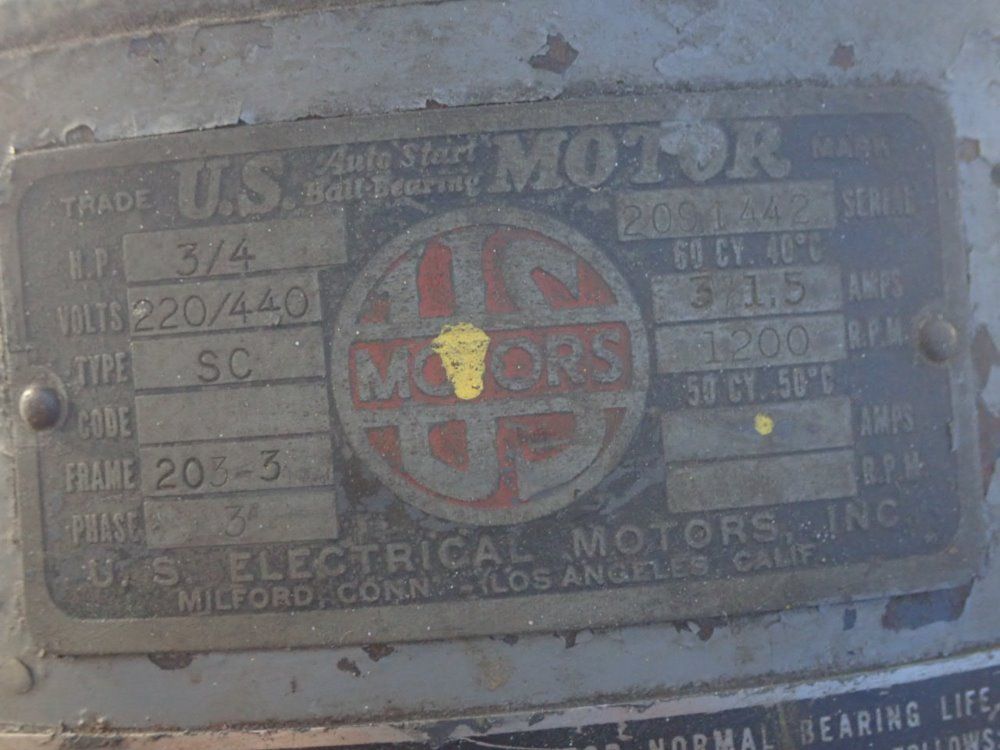 TRADE U.S. Auto Start Ball-Bearing MOTOR MARK
2091442 SERIAL
H.P. 3/4
60 CY. 40°C
VOLTS 220/440
3/1.5 AMPS
TYPE SC
1200 R.P.M.
CODE
50 CY. 50°C
AMPS
FRAME 203-3
R.P.M.
PHASE 3
US
MOTORS
U. S. ELECTRICAL MOTORS, INC.
MILFORD, CONN. - LOS ANGELES, CALIF.
FOR NORMAL BEARING LIFE,